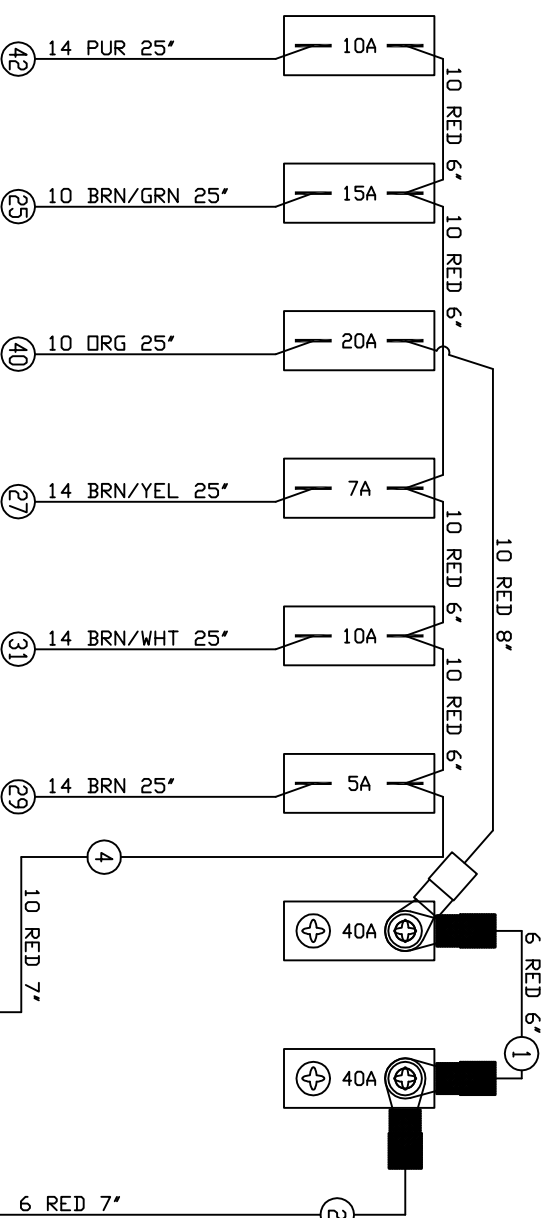 42
14 PUR 25"
10A
10 RED 6"
25
10 BRN/GRN 25"
15A
10 RED 6"
40
10 ORG 25"
20A
27
14 BRN/YEL 25"
7A
10 RED 6"
10 RED 8"
31
14 BRN/WHT 25"
10A
10 RED 6"
29
14 BRN 25"
5A
4
10 RED 7"
40A
6 RED 6"
1
40A
6 RED 7"